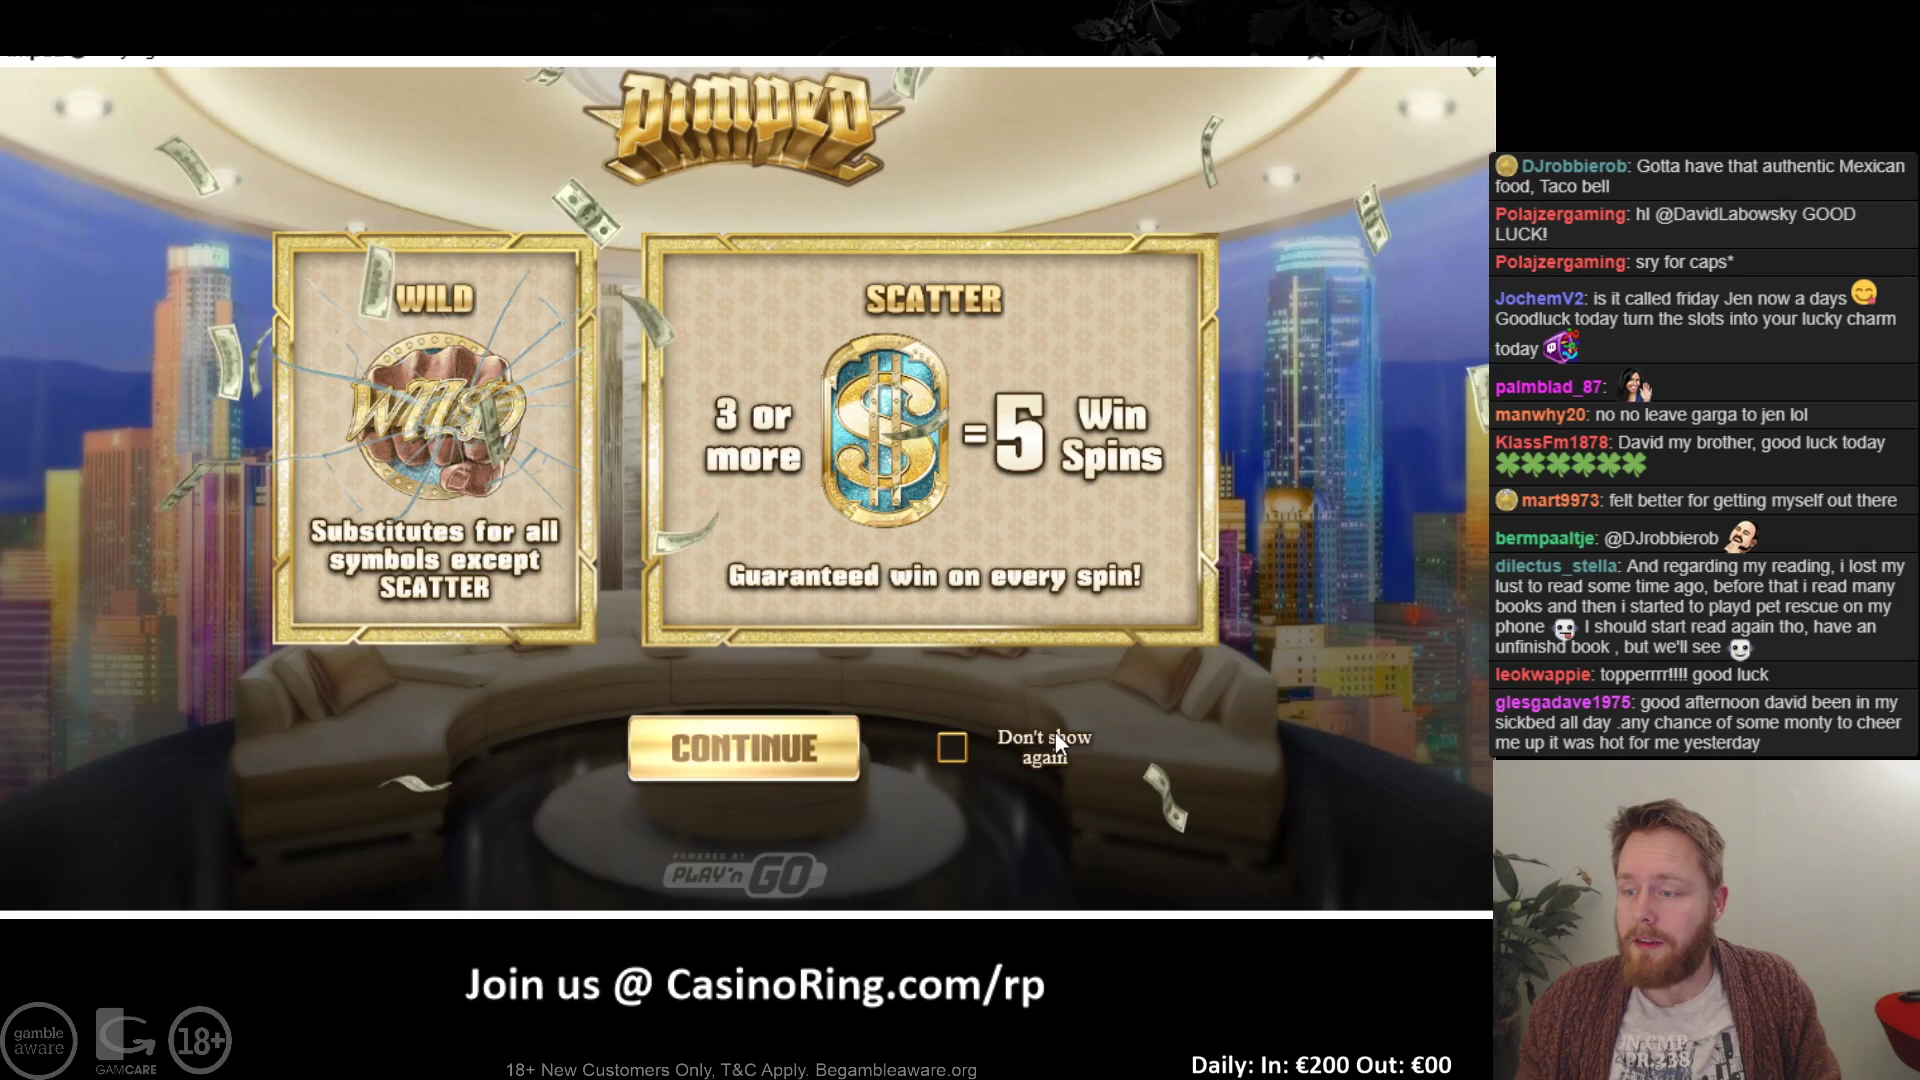 Pimped
WILD
WILD
Substitutes for all
symbols except
SCATTER
SCATTER
3 or
more
=5
Win
Spins
Guaranteed win on every spin!
CONTINUE
Don't show
again
POWERED BY
PLAY'n GO
DJrobbierob: Gotta have that authentic Mexican
food, Taco bell
Polajzergaming: hI @DavidLabowsky GOOD
LUCK!
Polajzergaming: sry for caps*
JochemV2: is it called friday Jen now a days
Goodluck today turn the slots into your lucky charm
today
palmblad_87:
manwhy20: no no leave garga to jen lol
KlassFm1878: David my brother, good luck today
mart9973: felt better for getting myself out there
bermpaaltje: @DJrobbierob
dilectus_stella: And regarding my reading, i lost my
lust to read some time ago, before that i read many
books and then i started to playd pet rescue on my
phone I should start read again tho, have an
unfinishd book , but we'll see
leokwappie: topperrrr!!!! good luck
glesgadave1975: good afternoon david been in my
sickbed all day .any chance of some monty to cheer
me up it was hot for me yesterday
Join us @ CasinoRing.com/rp
gamble
aware
GAMCARE
18+
18+ New Customers Only, T&C Apply. Begambleaware.org
Daily: In: €200 Out: €00